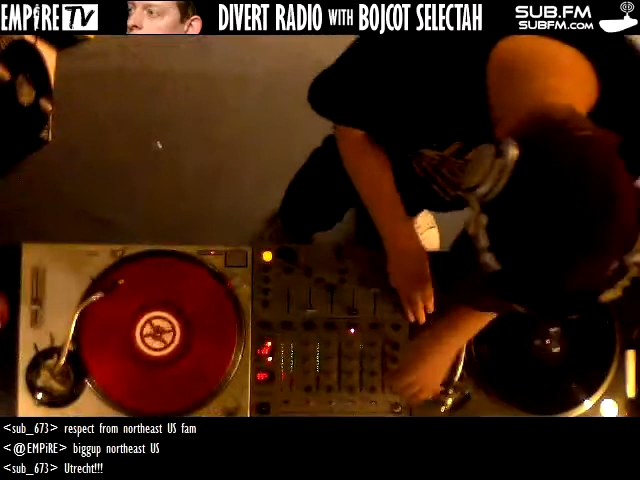 EMPiRE TV DIVERT RADIO WITH BOJCOT SELECTAH SUB.FM
SUBFM.COM
<sub_673> respect from northeast US fam
<@EMPiRE> biggup northeast US
<sub_673> Utrecht!!!